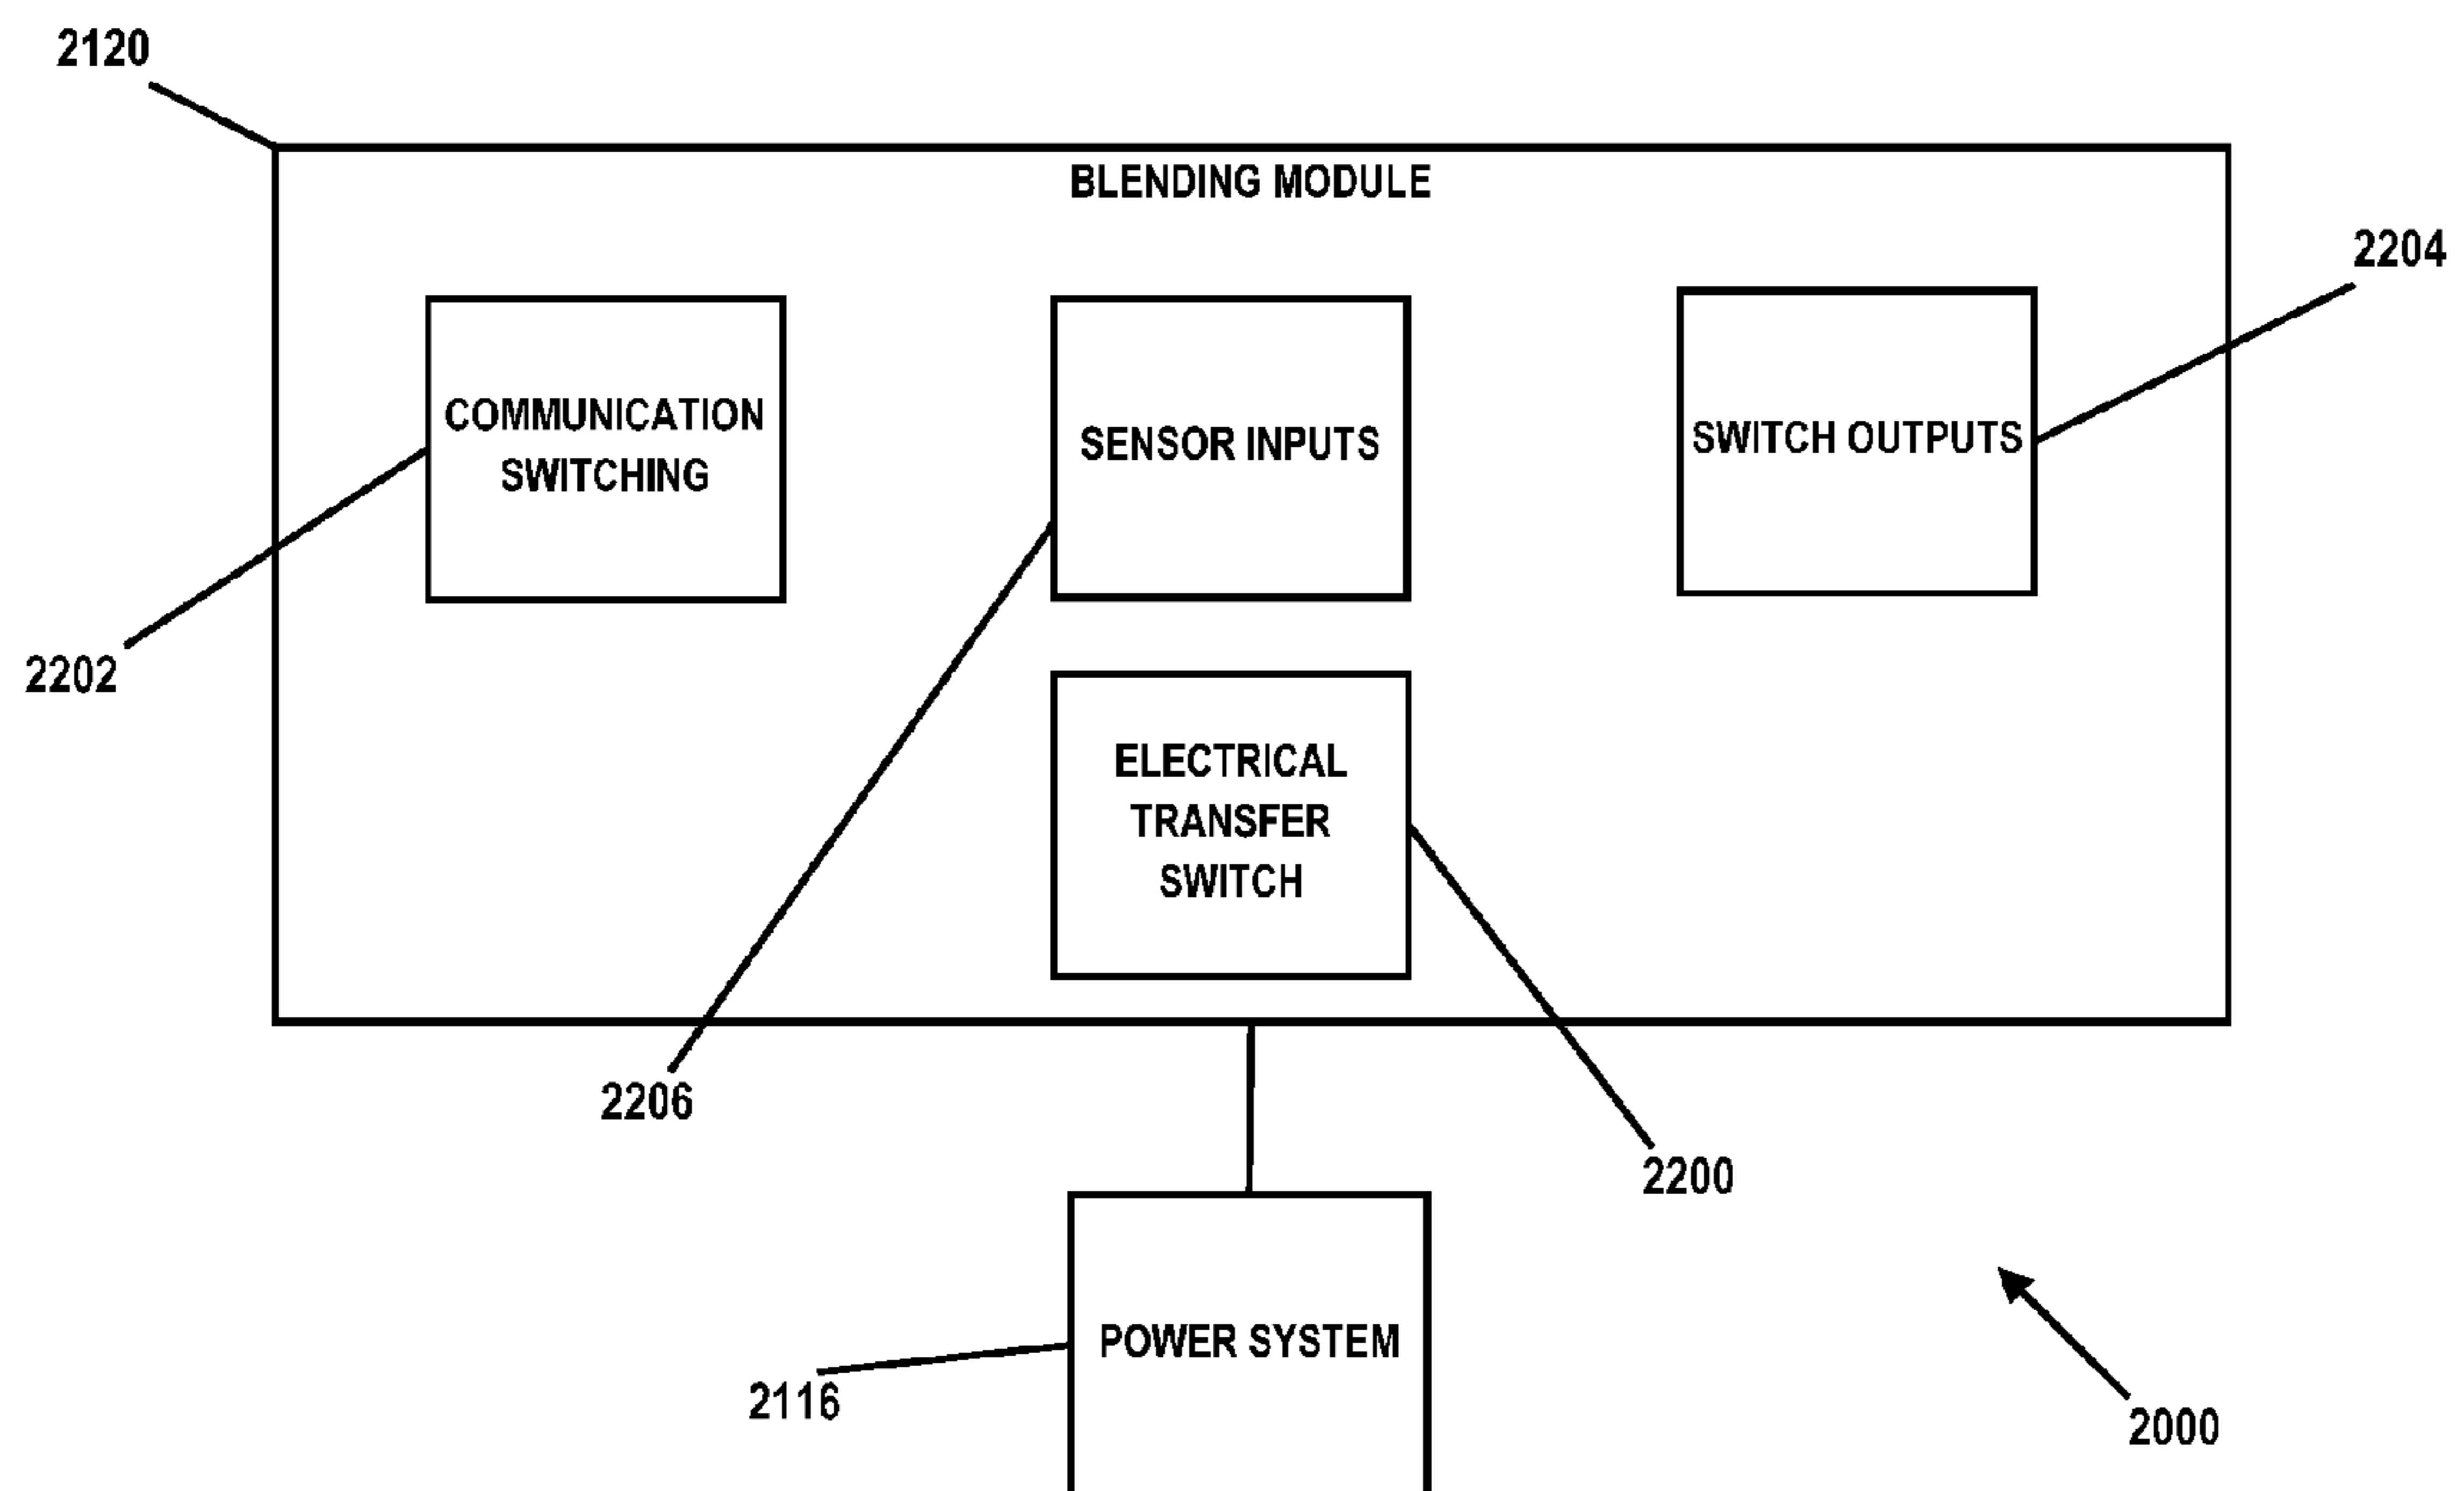 2120
BLENDING MODULE
2204
COMMUNICATION
SWITCHING
SENSOR INPUTS
SWITCH OUTPUTS
2202
ELECTRICAL
TRANSFER
SWITCH
2206
2200
POWER SYSTEM
2116
2000